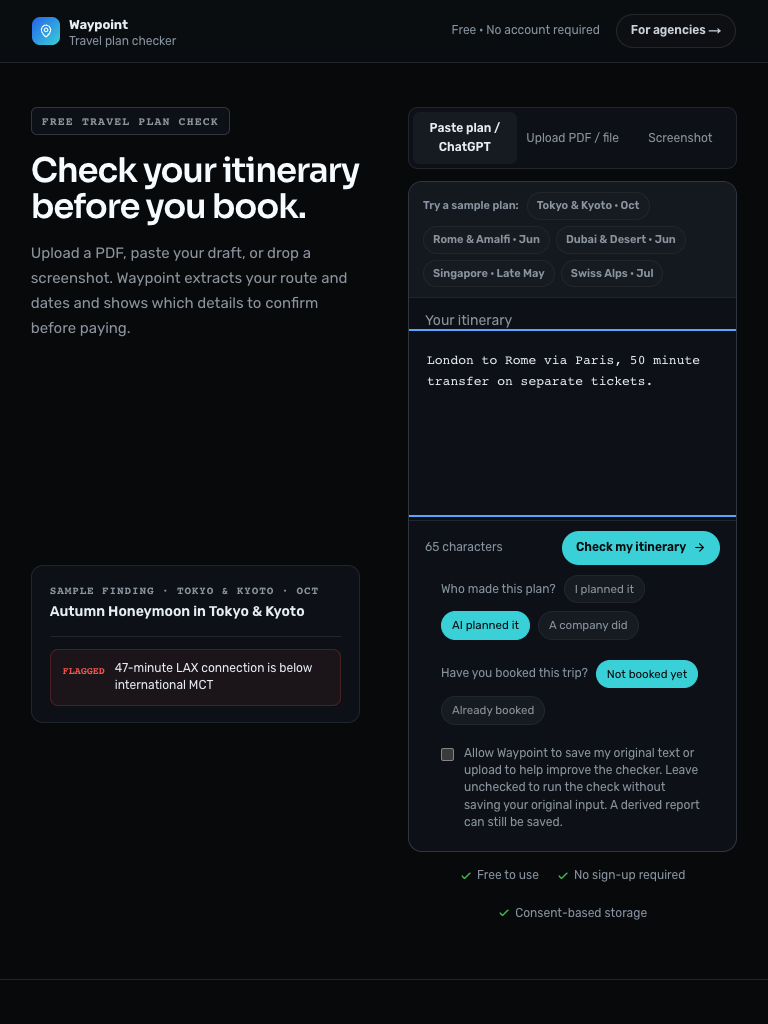 Waypoint
Travel plan checker
Free • No account required
For agencies →
FREE TRAVEL PLAN CHECK
Check your itinerary
before you book.
Upload a PDF, paste your draft, or drop a
screenshot. Waypoint extracts your route and
dates and shows which details to confirm
before paying.
SAMPLE FINDING · TOKYO & KYOTO · OCT
Autumn Honeymoon in Tokyo & Kyoto
FLAGGED
47-minute LAX connection is below
international MCT
Paste plan /
ChatGPT
Upload PDF / file
Screenshot
Try a sample plan:
Tokyo & Kyoto • Oct
Rome & Amalfi • Jun
Dubai & Desert • Jun
Singapore • Late May
Swiss Alps • Jul
Your itinerary
London to Rome via Paris, 50 minute
transfer on separate tickets.
65 characters
Check my itinerary →
Who made this plan?
I planned it
AI planned it
A company did
Have you booked this trip?
Not booked yet
Already booked
Allow Waypoint to save my original text or
upload to help improve the checker. Leave
unchecked to run the check without
saving your original input. A derived report
can still be saved.
Free to use
No sign-up required
Consent-based storage